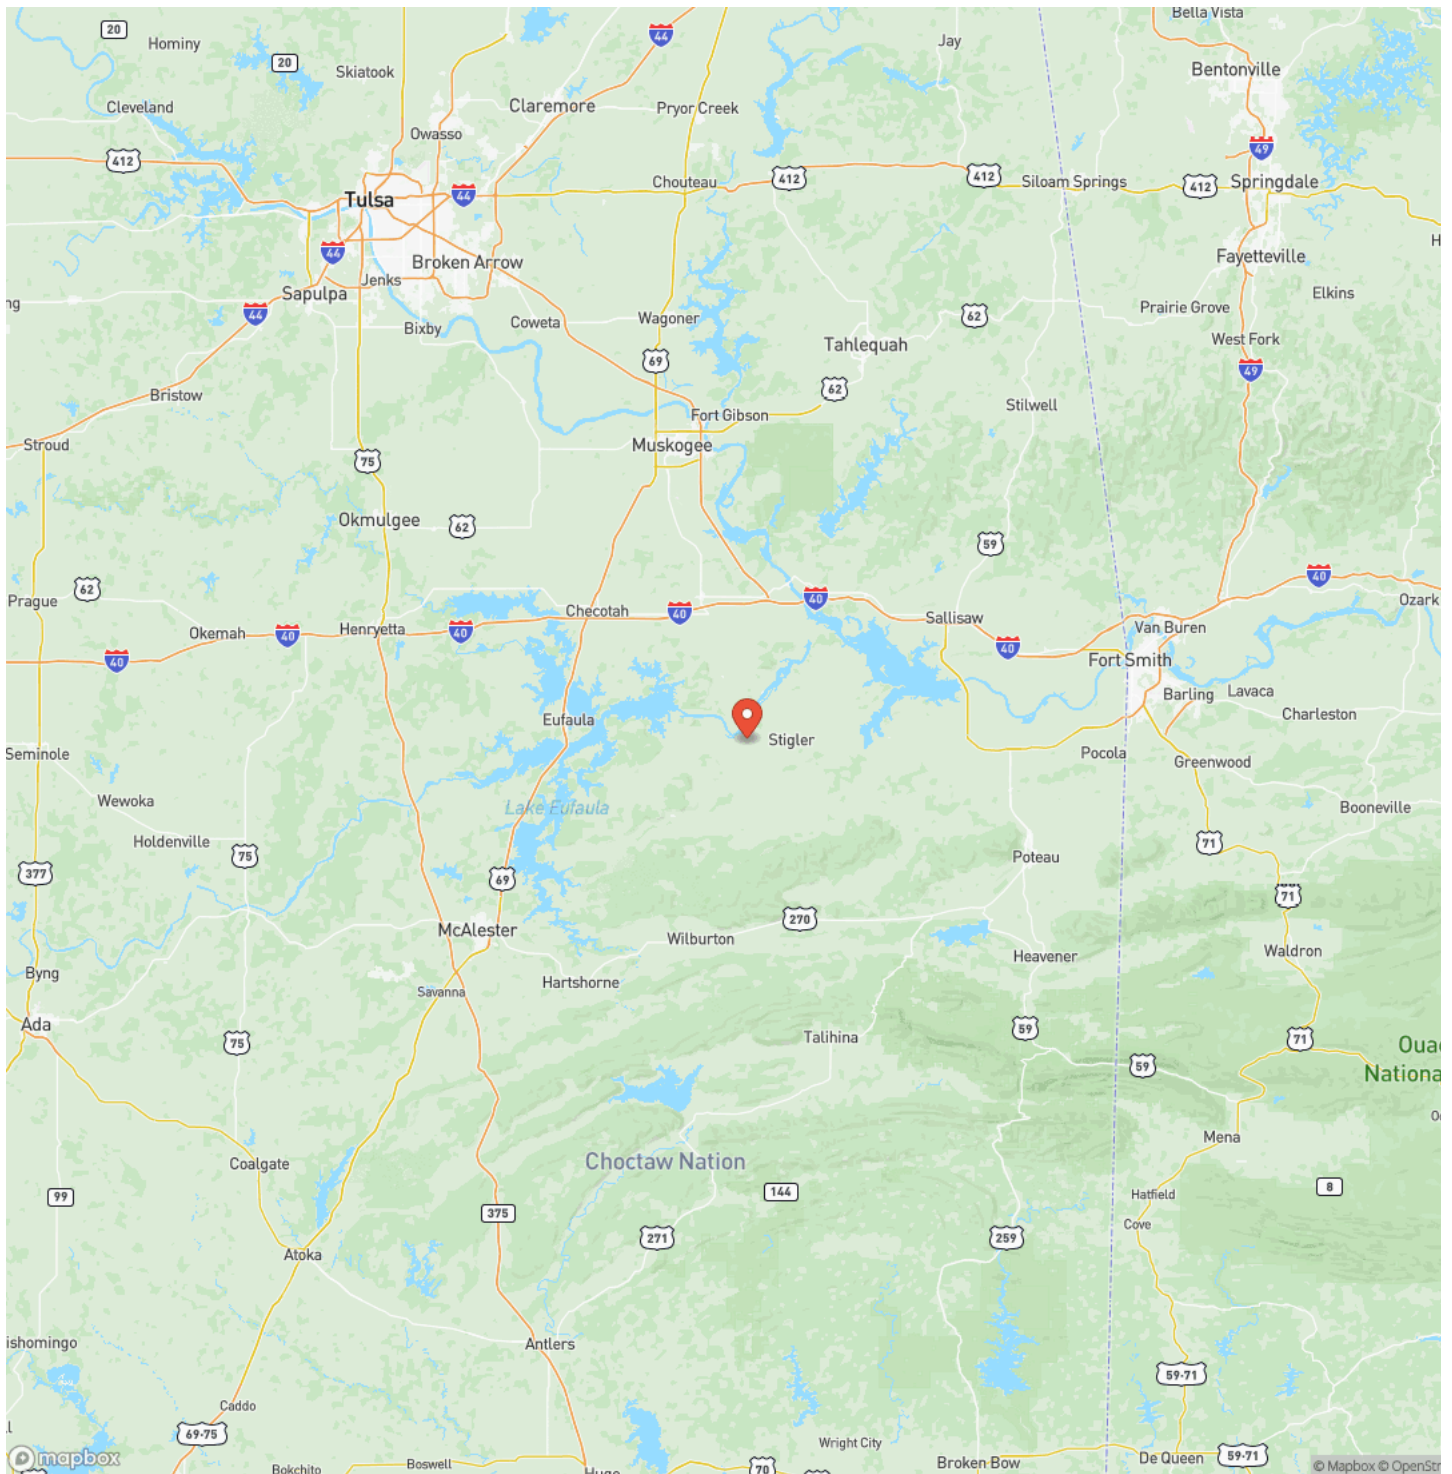 Bella Vista
20
44
Hominy
Jay
20
Skiatook
Bentonville
Cleveland
Claremore
Pryor Creek
Owasso
412
49
412
412
Chouteau
Siloam Springs
412
Springdale
Tulsa
44
44
Broken Arrow
Fayetteville
Jenks
Sapulpa
Elkins
44
Prairie Grove
Bixby
Coweta
Wagoner
62
West Fork
Tahlequah
69
49
Bristow
62
Stilwell
Fort Gibson
Stroud
Muskogee
75
Okmulgee
62
59
62
40
Prague
Checotah
40
40
Ozark
Okemah
40
Henryetta
40
Sallisaw
40
Van Buren
40
Fort Smith
Barling
Lavaca
Charleston
Eufaula
Stigler
Seminole
Pocola
Greenwood
Wewoka
Lake Eufaula
Booneville
Holdenville
75
71
Poteau
377
69
71
McAlester
270
Wilburton
Heavener
Waldron
Byng
Hartshorne
Savanna
Ada
75
Talihina
59
71
59
Choctaw Nation
Mena
Coalgate
99
144
8
Hatfield
375
Cove
271
259
Atoka
Antlers
59-71
Caddo
69-75
Wright City
mapbox
Bokchito
Boswell
70
Broken Bow
De Queen
59-71
© Mapbox © OpenStr